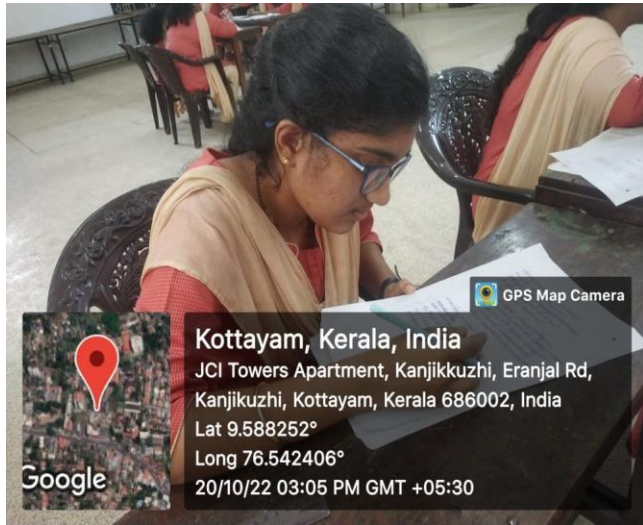 GPS Map Camera
Kottayam, Kerala, India
JCI Towers Apartment, Kanjikkuzhi, Eranjal Rd,
Kanjikuzhi, Kottayam, Kerala 686002, India
Lat 9.588252°
Long 76.542406°
20/10/22 03:05 PM GMT +05:30
Google